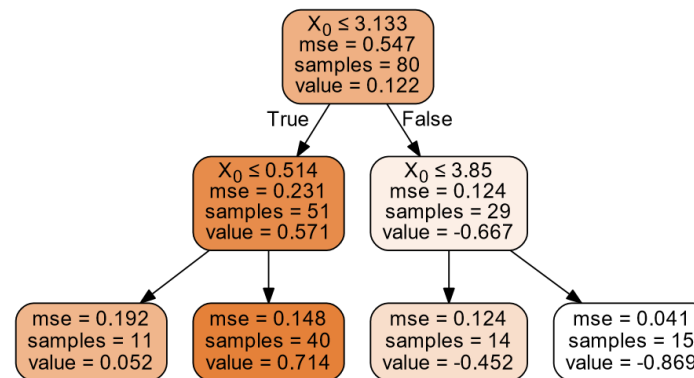 X₀ ≤ 3.133
mse = 0.547
samples = 80
value = 0.122
True
False
X₀ ≤ 0.514
mse = 0.231
samples = 51
value = 0.571
X₀ ≤ 3.85
mse = 0.124
samples = 29
value = -0.667
mse = 0.192
samples = 11
value = 0.052
mse = 0.148
samples = 40
value = 0.714
mse = 0.124
samples = 14
value = -0.452
mse = 0.041
samples = 15
value = -0.869